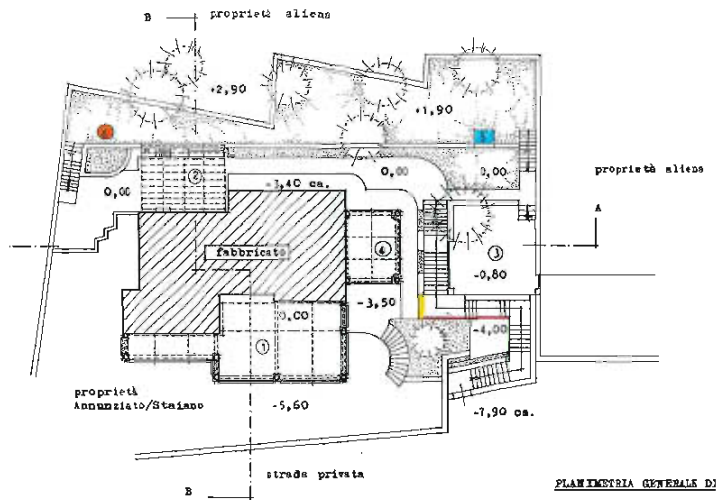 B
proprietà aliena
+2,90
+1,90
5
0,00
0,00
0,00
proprietà aliena
2
-3,40 ca.
A
fabbricato
4
3
-0,80
-3,50
0,00
1
-4,00
proprietà
Annunziato/Staiano
-5,60
-7,90 ca.
strada privata
B
PLANIMETRIA GENERALE DI